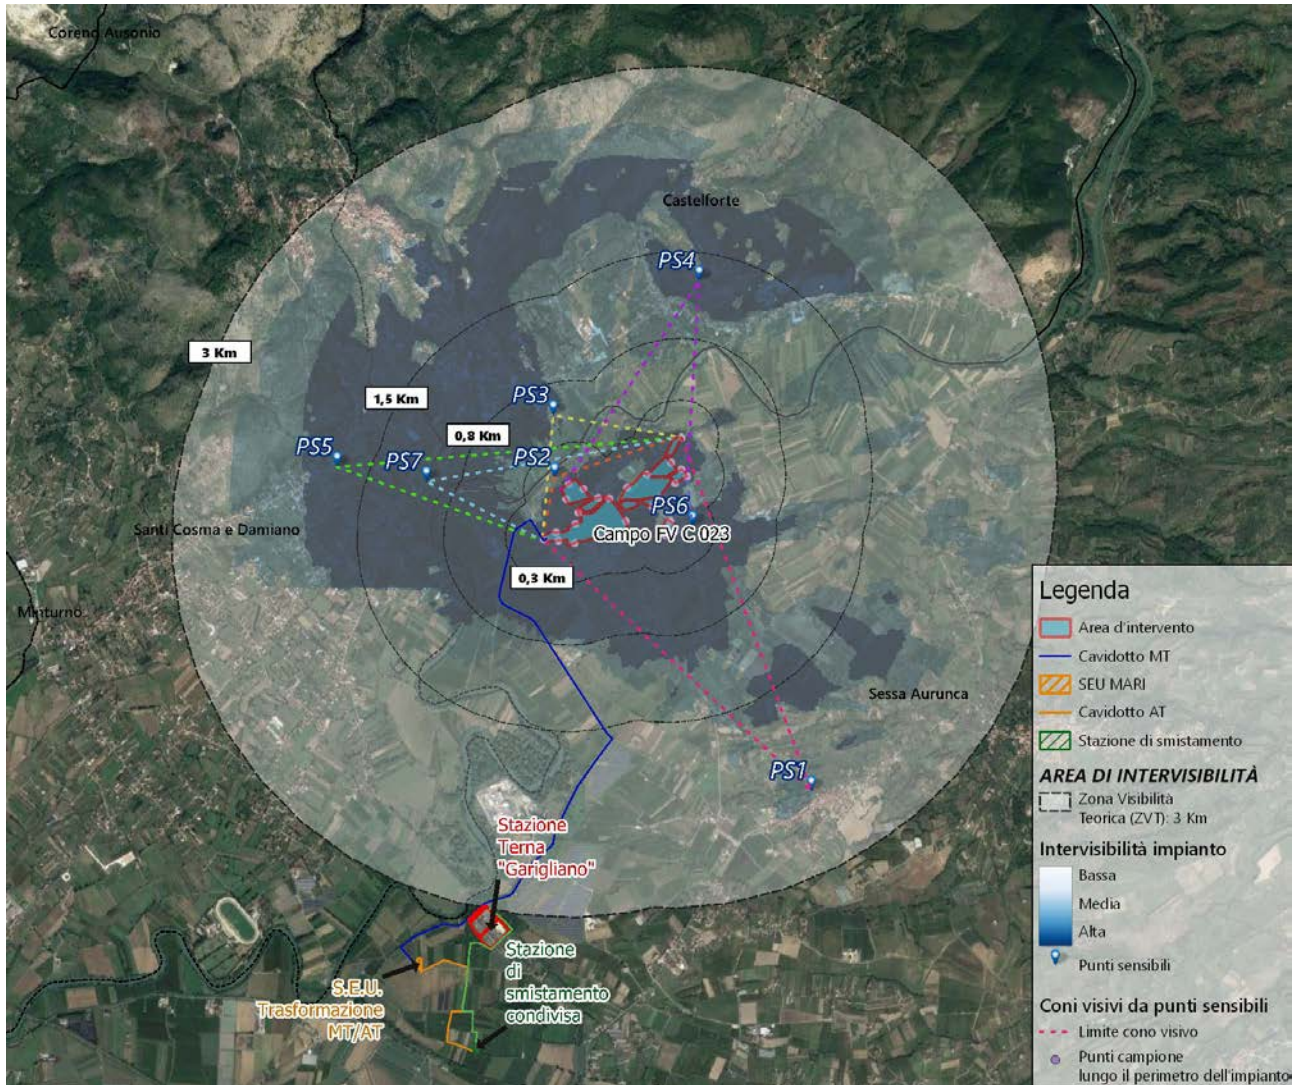 Coreno Ausonio
Castelforte
PS4
3 Km
1,5 Km
PS3
0,8 Km
PS5
PS7
PS2
PS6
Santi Cosma e Damiano
Campo FV C 023
0,3 Km
Minturno
Sessa Aurunca
PS1
Stazione
Terna
"Garigliano"
Stazione
di
smistamento
condivisa
S.E.U.
Trasformazione
MT/AT
Legenda
Area d'intervento
Cavidotto MT
SEU MARI
Cavidotto AT
Stazione di smistamento
AREA DI INTERVISIBILITÀ
Zona Visibilità
Teorica (ZVT): 3 Km
Intervisibilità impianto
Bassa
Media
Alta
Punti sensibili
Coni visivi da punti sensibili
Limite cono visivo
Punti campione
lungo il perimetro dell'impianto